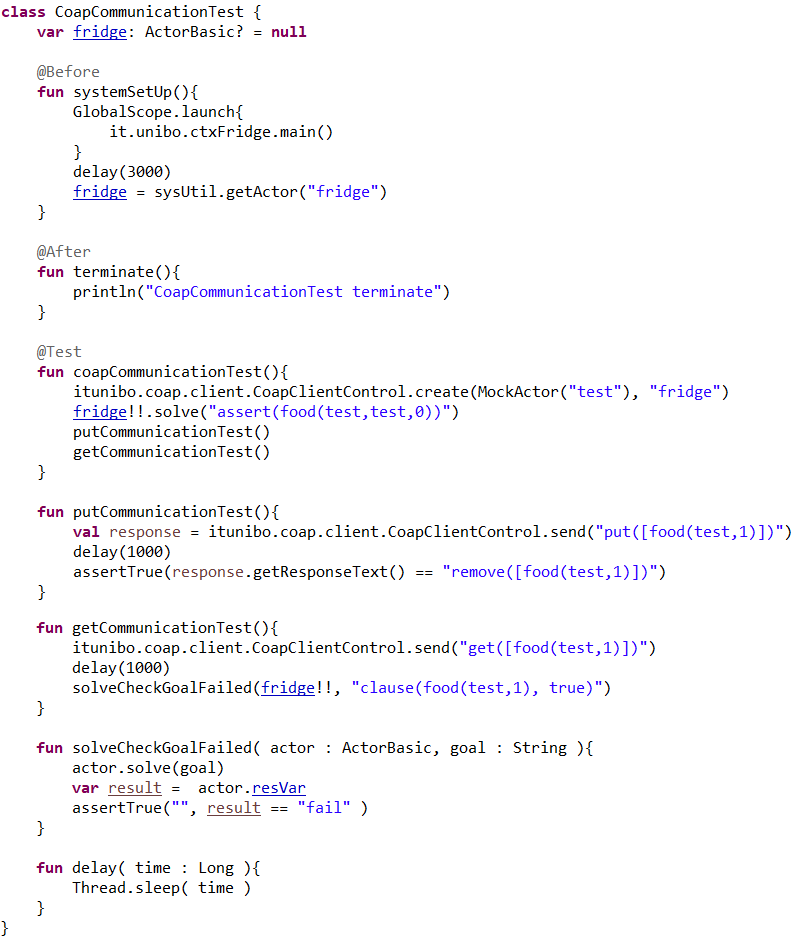 class CoapCommunicationTest {
    var fridge: ActorBasic? = null

    @Before
    fun systemSetUp(){
        GlobalScope.launch{
            it.unibo.ctxFridge.main()
        }
        delay(3000)
        fridge = sysUtil.getActor("fridge")
    }

    @After
    fun terminate(){
        println("CoapCommunicationTest terminate")
    }

    @Test
    fun coapCommunicationTest(){
        itunibo.coap.client.CoapClientControl.create(MockActor("test"), "fridge")
        fridge!!.solve("assert(food(test,test,0))")
        putCommunicationTest()
        getCommunicationTest()
    }

    fun putCommunicationTest(){
        val response = itunibo.coap.client.CoapClientControl.send("put([food(test,1)])")
        delay(1000)
        assertTrue(response.getResponseText() == "remove([food(test,1)])")
    }

    fun getCommunicationTest(){
        itunibo.coap.client.CoapClientControl.send("get([food(test,1)])")
        delay(1000)
        solveCheckGoalFailed(fridge!!, "clause(food(test,1), true)")
    }

    fun solveCheckGoalFailed( actor : ActorBasic, goal : String ){
        actor.solve(goal)
        var result =  actor.resVar
        assertTrue("", result == "fail" )
    }

    fun delay( time : Long ){
        Thread.sleep( time )
    }
}